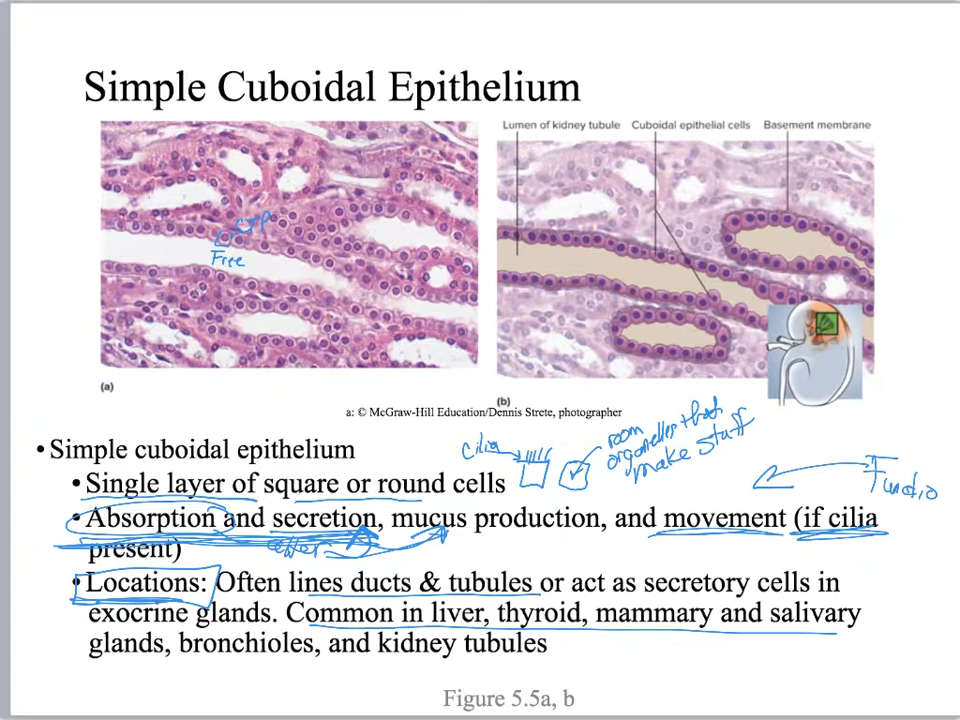 Simple Cuboidal Epithelium
Lumen of kidney tubule Cuboidal epithelial cells Basement membrane
Free
(a)
(b)
a: © McGraw-Hill Education/Dennis Strete, photographer
cilia
room
organelles that
make stuff
Functio
• Simple cuboidal epithelium
• Single layer of square or round cells
• Absorption and secretion, mucus production, and movement (if cilia
present)
• Locations: Often lines ducts & tubules or act as secretory cells in
exocrine glands. Common in liver, thyroid, mammary and salivary
glands, bronchioles, and kidney tubules
Figure 5.5a, b